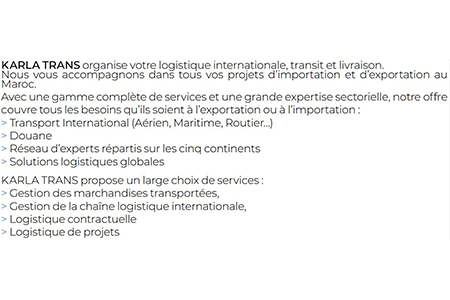 KARLA TRANS organise votre logistique internationale, transit et livraison.
Nous vous accompagnons dans tous vos projets d'importation et d'exportation au
Maroc.
Avec une gamme complète de services et une grande expertise sectorielle, notre offre
couvre tous les besoins qu'ils soient à l'exportation ou à l'importation :
> Transport International (Aérien, Maritime, Routier...)
> Douane
> Réseau d'experts répartis sur les cinq continents
> Solutions logistiques globales
KARLA TRANS propose un large choix de services :
> Gestion des marchandises transportées,
> Gestion de la chaîne logistique internationale,
> Logistique contractuelle
> Logistique de projets